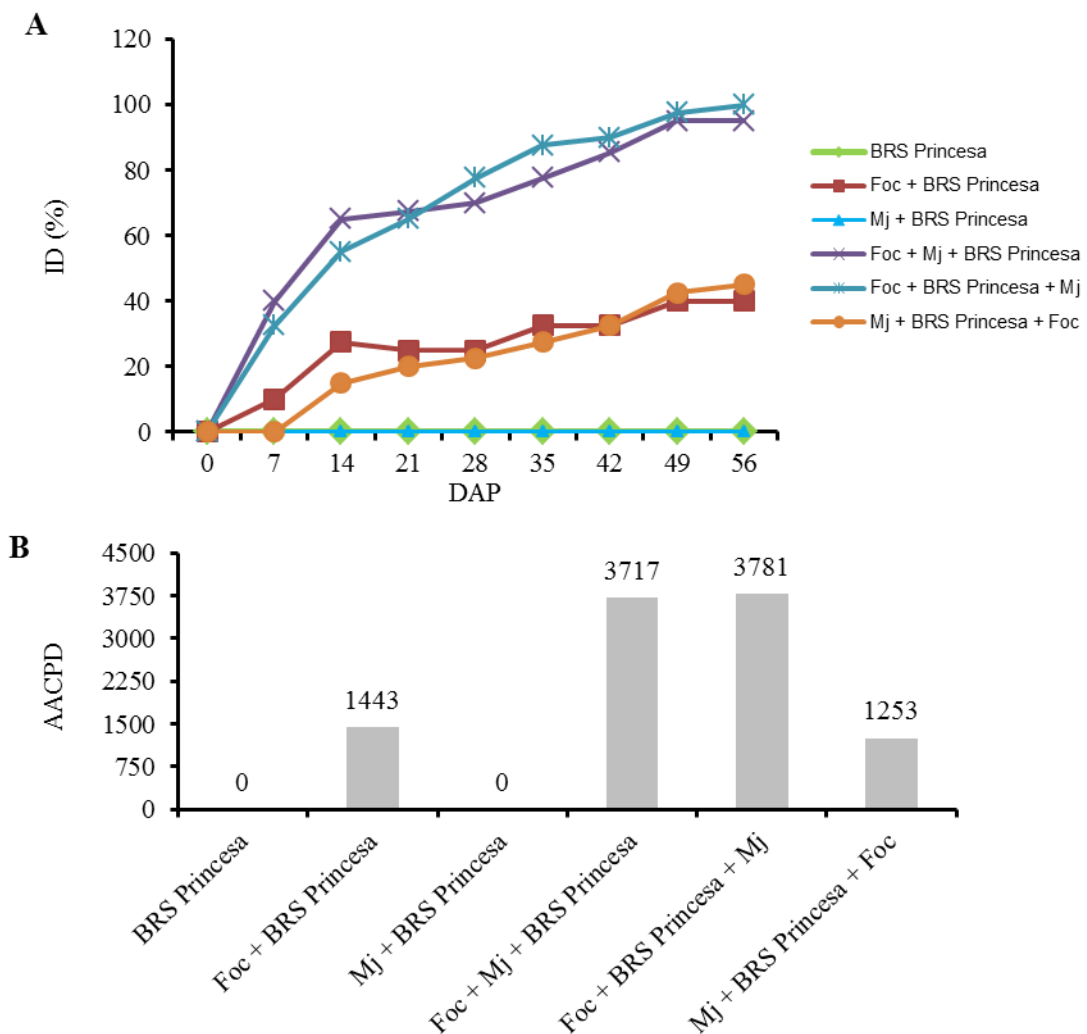 A
120
100
80
60
40
20
0
ID (%)
0 7 14 21 28 35 42 49 56
DAP
BRS Princesa
Foc + BRS Princesa
Mj + BRS Princesa
Foc + Mj + BRS Princesa
Foc + BRS Princesa + Mj
Mj + BRS Princesa + Foc
B
4500
3750
3000
2250
1500
750
0
AACPD
0
1443
0
3717
3781
1253
BRS Princesa
Foc + BRS Princesa
Mj + BRS Princesa
Foc + Mj + BRS Princesa
Foc + BRS Princesa + Mj
Mj + BRS Princesa + Foc